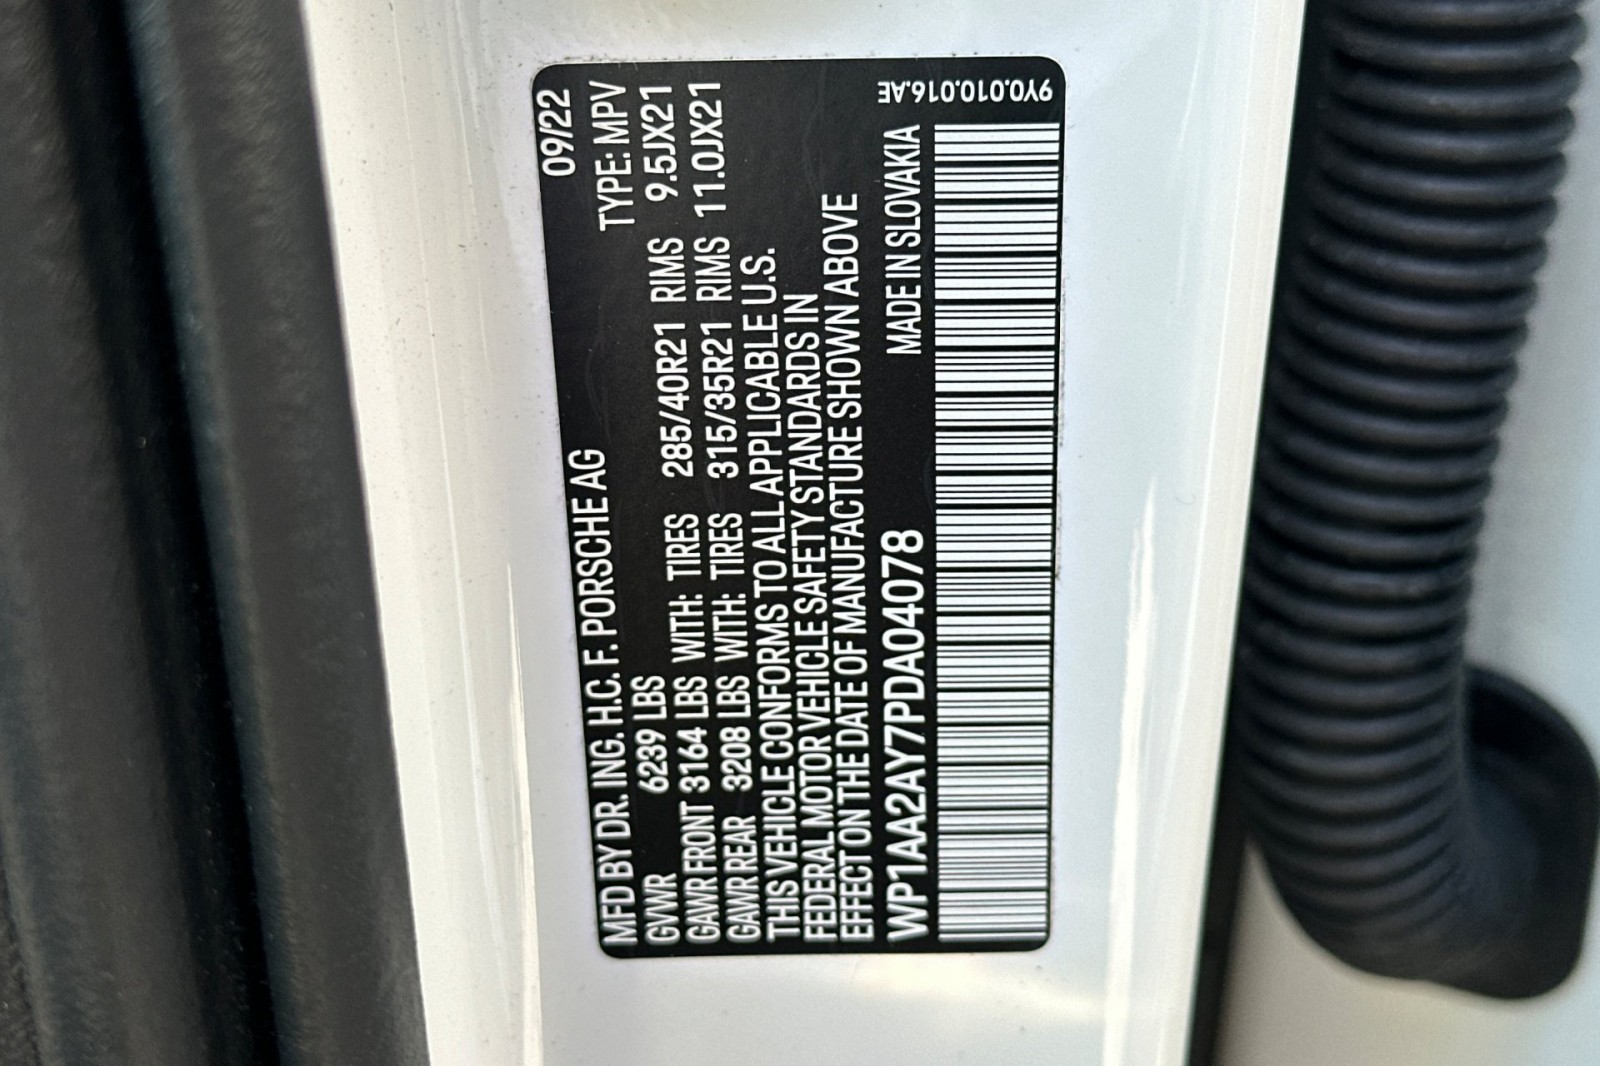 09/22
MFD BY DR. ING. H.C. F. PORSCHE AG TYPE: MPV
GVWR 6239 LBS
GAWR FRONT 3164 LBS WITH: TIRES 285/40R21 RIMS 9.5JX21
GAWR REAR 3208 LBS WITH: TIRES 315/35R21 RIMS 11.0JX21
THIS VEHICLE CONFORMS TO ALL APPLICABLE U.S.
FEDERAL MOTOR VEHICLE SAFETY STANDARDS IN
EFFECT ON THE DATE OF MANUFACTURE SHOWN ABOVE
WP1AA2AY7PDA04078 MADE IN SLOVAKIA
9Y0.010.016.AE